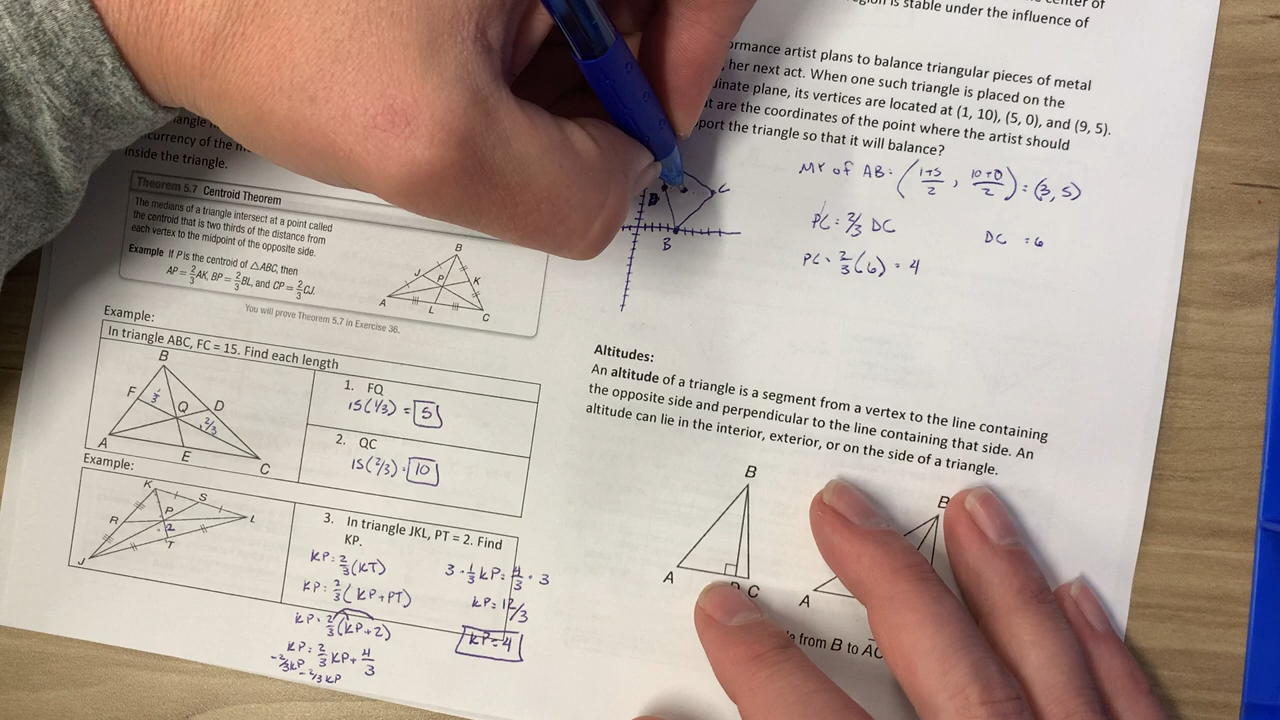 center of
region is stable under the influence of
ormance artist plans to balance triangular pieces of metal
her next act. When one such triangle is placed on the
inate plane, its vertices are located at (1, 10), (5, 0), and (9, 5).
t are the coordinates of the point where the artist should
port the triangle so that it will balance?
MP of AB = (1+5/2, 10+0/2) = (3, 5)
PC = 2/3 DC
DC = 6
PC = 2/3(6) = 4
D
C
B
inside the triangle.
Theorem 5.7 Centroid Theorem
The medians of a triangle intersect at a point called
the centroid that is two thirds of the distance from
each vertex to the midpoint of the opposite side.
Example If P is the centroid of △ABC, then
AP = 2/3 AK, BP = 2/3 BL, and CP = 2/3 CJ.
B
J
P
K
A
L
C
You will prove Theorem 5.7 in Exercise 36.
Example:
In triangle ABC, FC = 15. Find each length
B
F
1/3
Q
D
2/3
A
E
C
1. FQ
15(1/3) = 5
2. QC
15(2/3) = 10
Example:
K
S
R
P
L
2
T
J
3. In triangle JKL, PT = 2. Find
KP.
KP = 2/3(KT)
KP = 2/3(KP+PT)
KP = 2/3(KP+2)
KP = 2/3 KP + 4/3
-2/3KP -2/3KP
3 · 1/3 KP = 4/3 · 3
KP = 12/3
KP = 4
Altitudes:
An altitude of a triangle is a segment from a vertex to the line containing
the opposite side and perpendicular to the line containing that side. An
altitude can lie in the interior, exterior, or on the side of a triangle.
B
A
D C
B
A
from B to AC